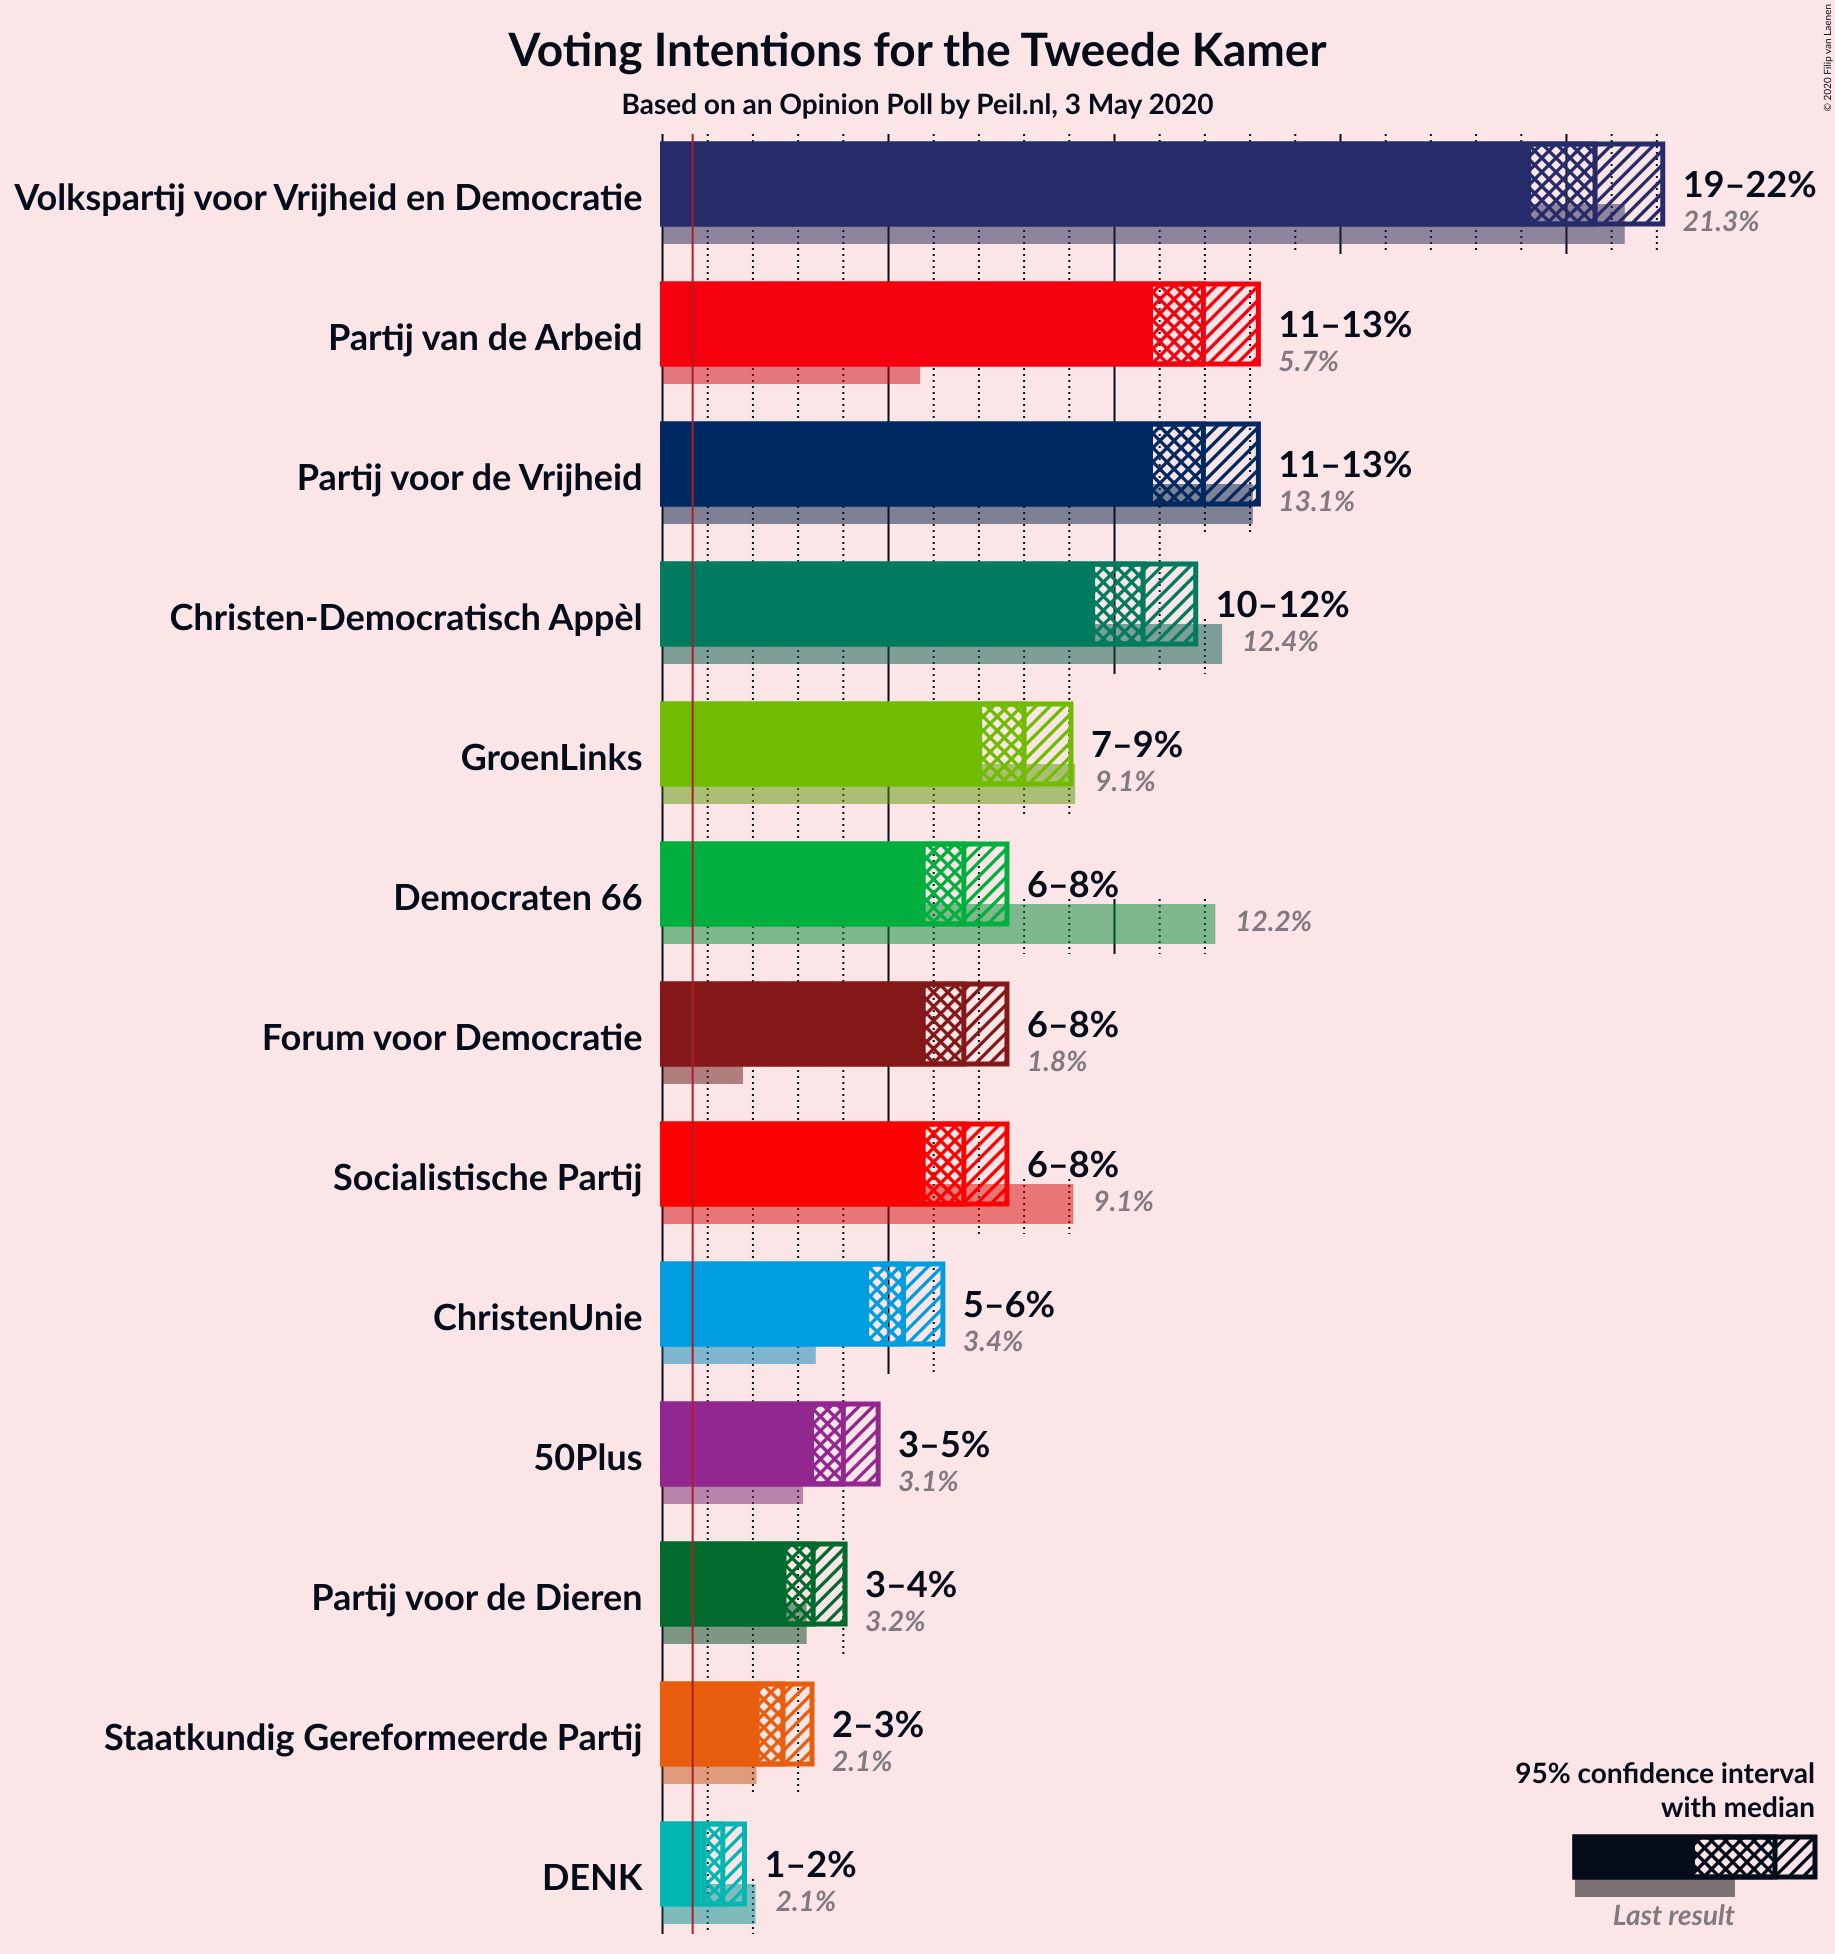 Voting Intentions for the Tweede Kamer
Based on an Opinion Poll by Peil.nl, 3 May 2020
© 2020 Filip van Laenen
Volkspartij voor Vrijheid en Democratie
19–22%
21.3%
Partij van de Arbeid
11–13%
5.7%
Partij voor de Vrijheid
11–13%
13.1%
Christen-Democratisch Appèl
10–12%
12.4%
GroenLinks
7–9%
9.1%
Democraten 66
6–8%
12.2%
Forum voor Democratie
6–8%
1.8%
Socialistische Partij
6–8%
9.1%
ChristenUnie
5–6%
3.4%
50Plus
3–5%
3.1%
Partij voor de Dieren
3–4%
3.2%
Staatkundig Gereformeerde Partij
2–3%
2.1%
DENK
1–2%
2.1%
95% confidence interval
with median
Last result